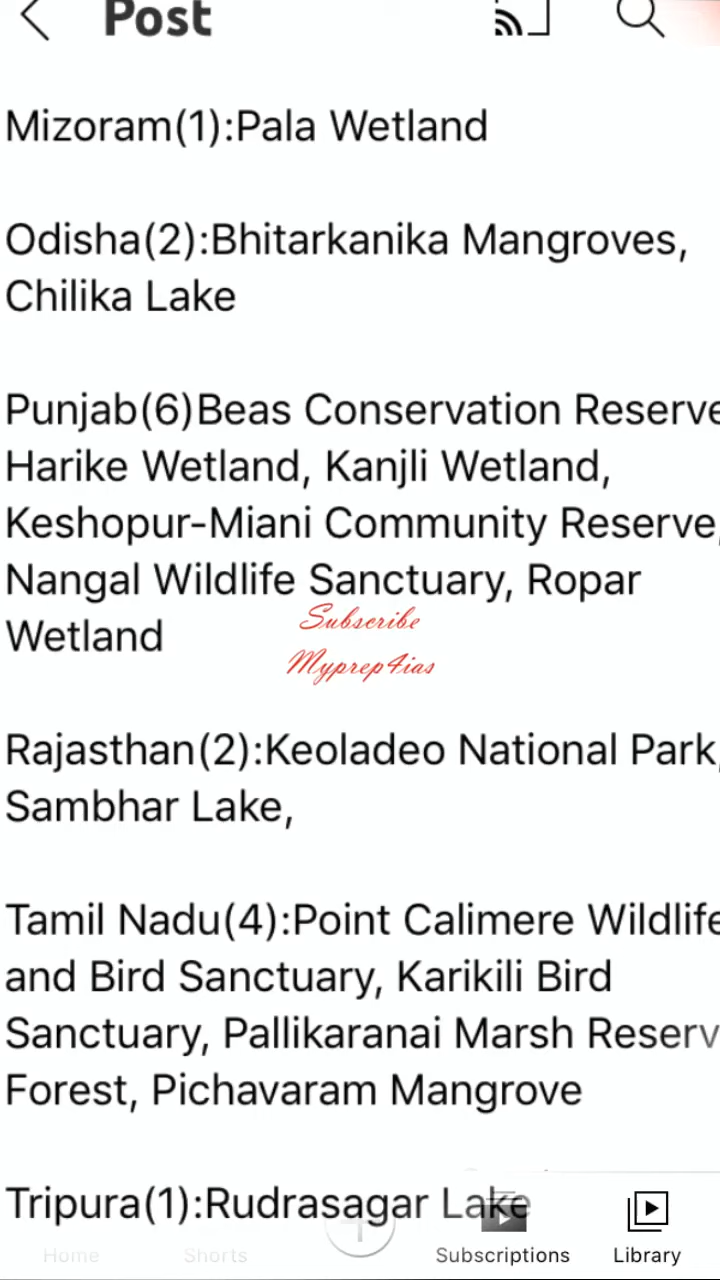 Post
Mizoram(1):Pala Wetland
Odisha(2):Bhitarkanika Mangroves,
Chilika Lake
Punjab(6)Beas Conservation Reserve
Harike Wetland, Kanjli Wetland,
Keshopur-Miani Community Reserve,
Nangal Wildlife Sanctuary, Ropar
Wetland
Subscribe
Myprep4ias
Rajasthan(2):Keoladeo National Park,
Sambhar Lake,
Tamil Nadu(4):Point Calimere Wildlife
and Bird Sanctuary, Karikili Bird
Sanctuary, Pallikaranai Marsh Reserv
Forest, Pichavaram Mangrove
Tripura(1):Rudrasagar Lake
Home Shorts Subscriptions Library